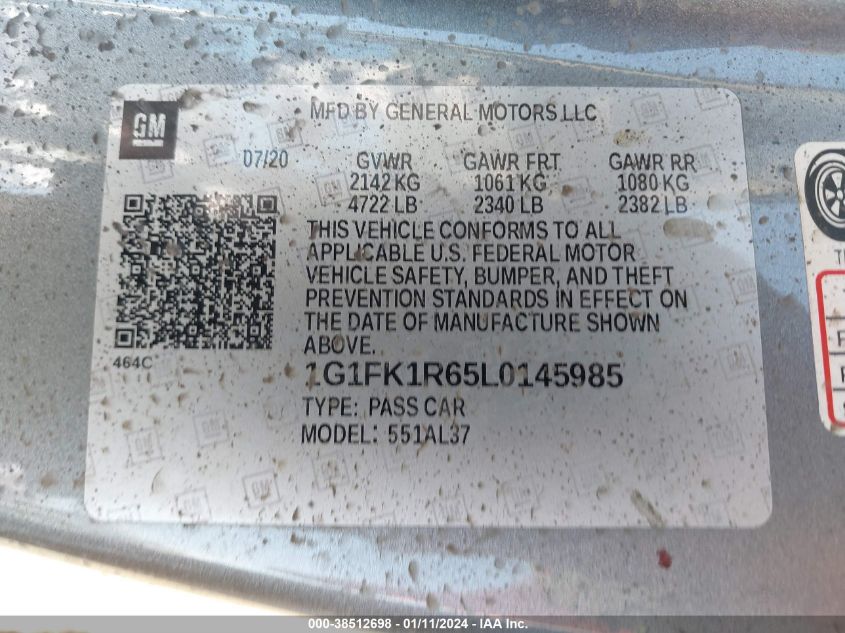 GM
MFD BY GENERAL MOTORS LLC
07/20 GVWR GAWR FRT GAWR RR
2142 KG 1061 KG 1080 KG
4722 LB 2340 LB 2382 LB
THIS VEHICLE CONFORMS TO ALL
APPLICABLE U.S. FEDERAL MOTOR
VEHICLE SAFETY, BUMPER, AND THEFT
PREVENTION STANDARDS IN EFFECT ON
THE DATE OF MANUFACTURE SHOWN
ABOVE.
464C
1G1FK1R65L0145985
TYPE: PASS CAR
MODEL: 551AL37
000-38512698 - 01/11/2024 - IAA Inc.